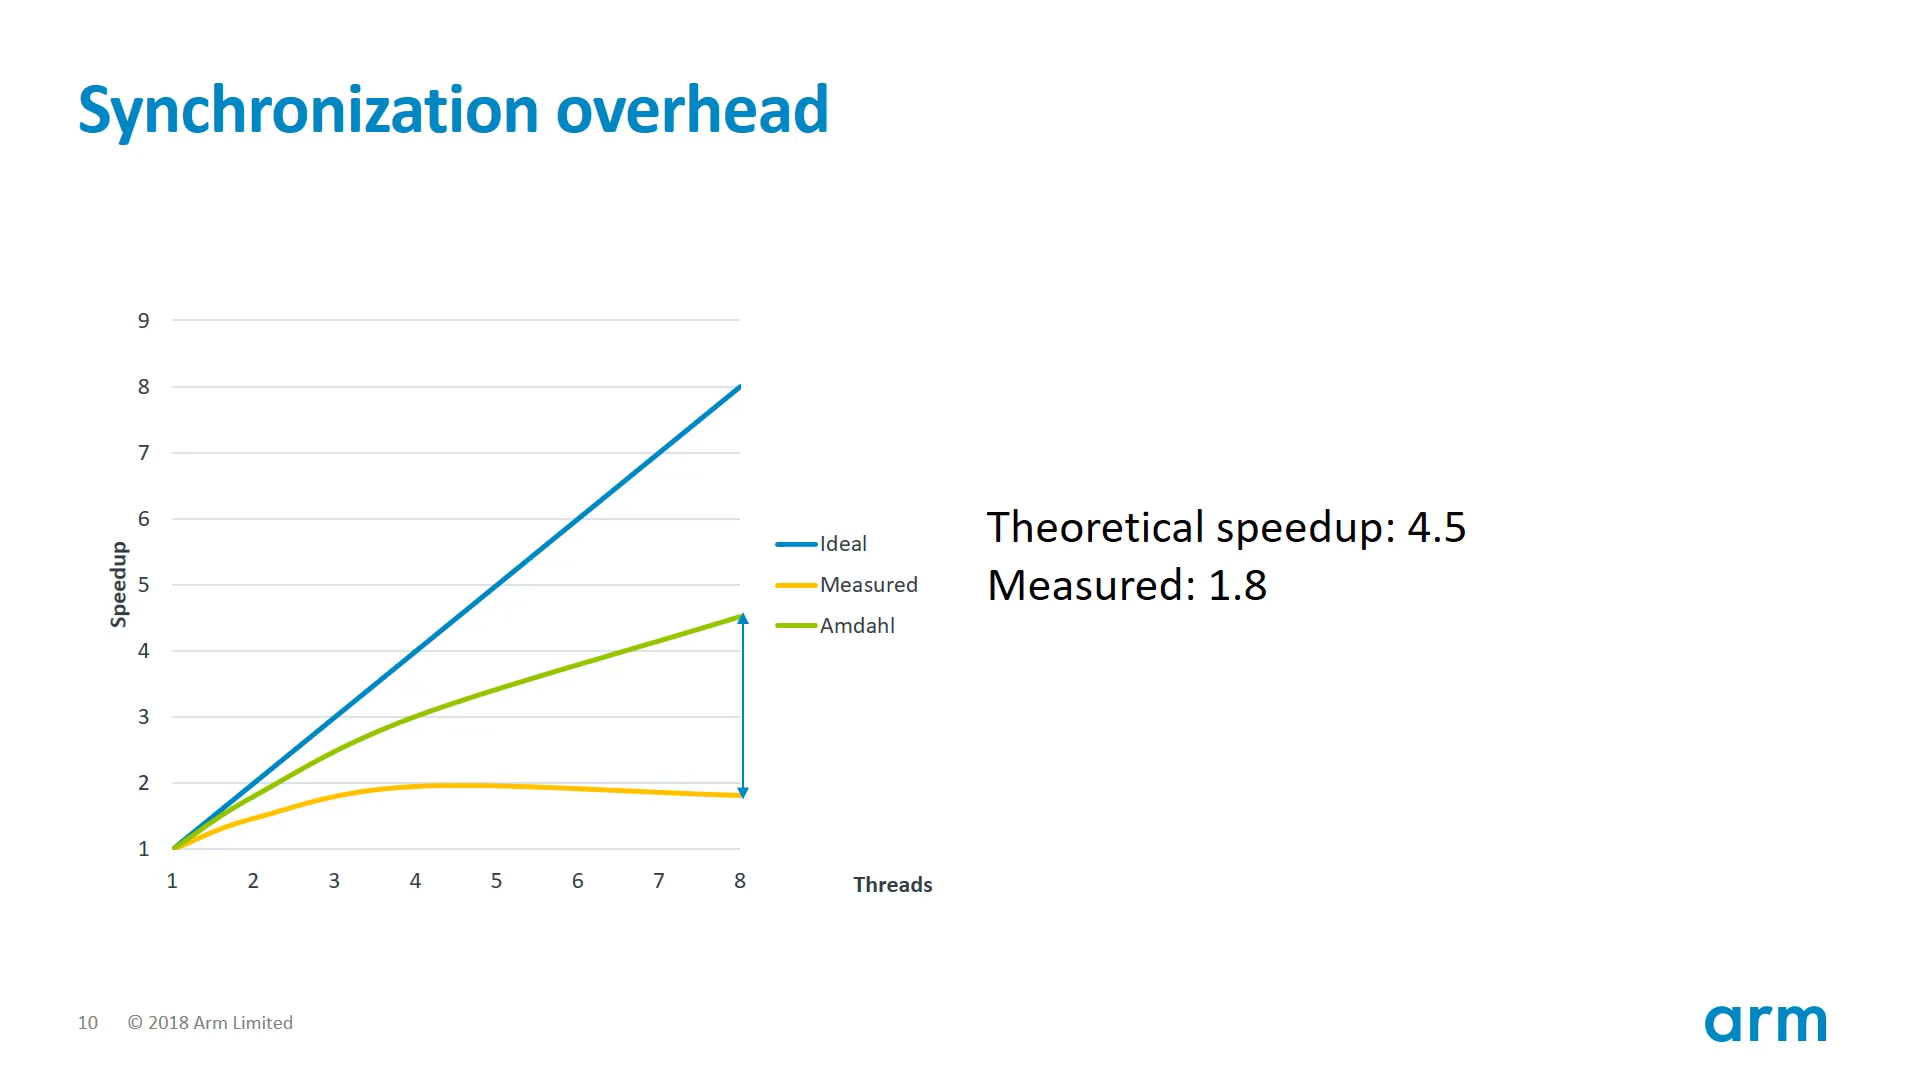 Synchronization overhead
9
8
7
6
5
4
3
2
1
Speedup
1 2 3 4 5 6 7 8
Threads
Ideal
Measured
Amdahl
Theoretical speedup: 4.5
Measured: 1.8
10 © 2018 Arm Limited
arm